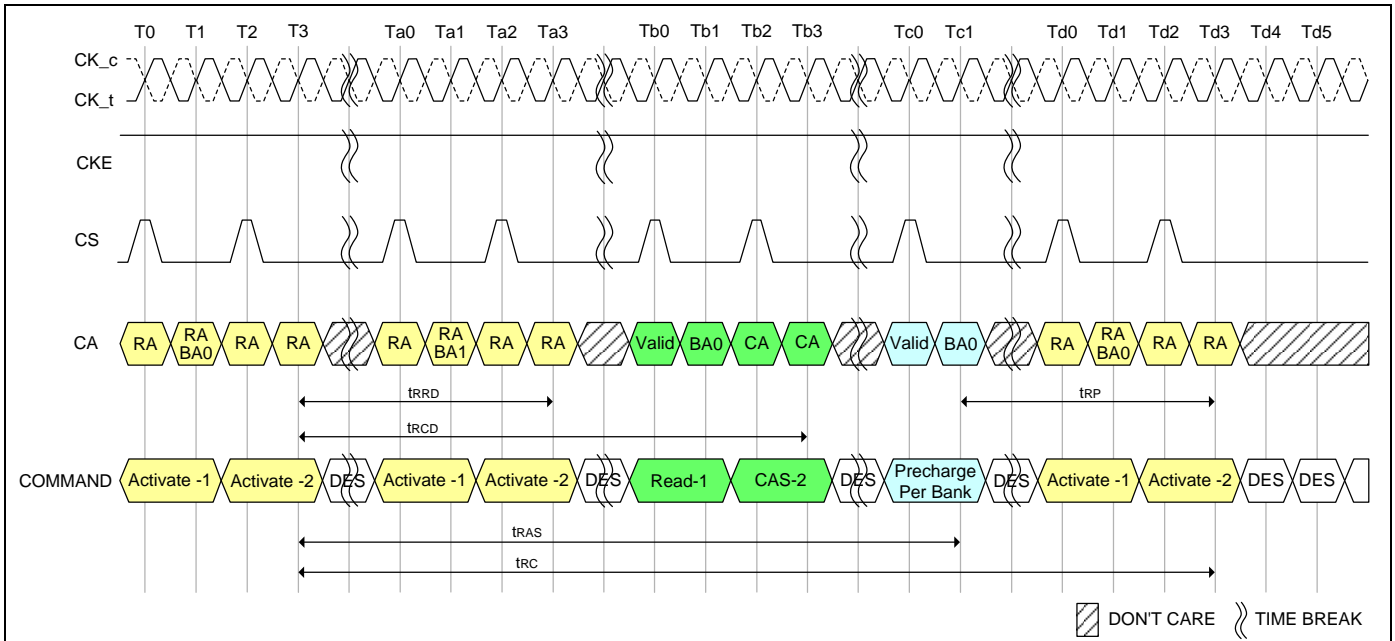 T0 T1 T2 T3 Ta0 Ta1 Ta2 Ta3 Tb0 Tb1 Tb2 Tb3 Tc0 Tc1 Td0 Td1 Td2 Td3 Td4 Td5
CK_c
CK_t
CKE
CS
CA RA RA BA0 RA RA RA RA BA1 RA RA Valid BA0 CA CA Valid BA0 RA RA BA0 RA RA
tRRD tRP
tRCD
COMMAND Activate -1 Activate -2 DES Activate -1 Activate -2 DES Read-1 CAS-2 DES Precharge Per Bank DES Activate -1 Activate -2 DES DES
tRAS
tRC
DON'T CARE TIME BREAK